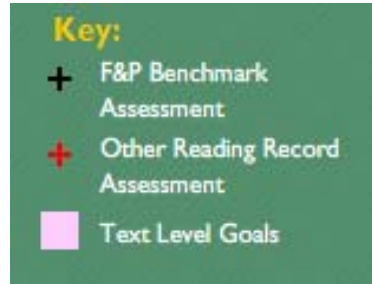 Key:
F&P Benchmark
Assessment
Other Reading Record
Assessment
Text Level Goals